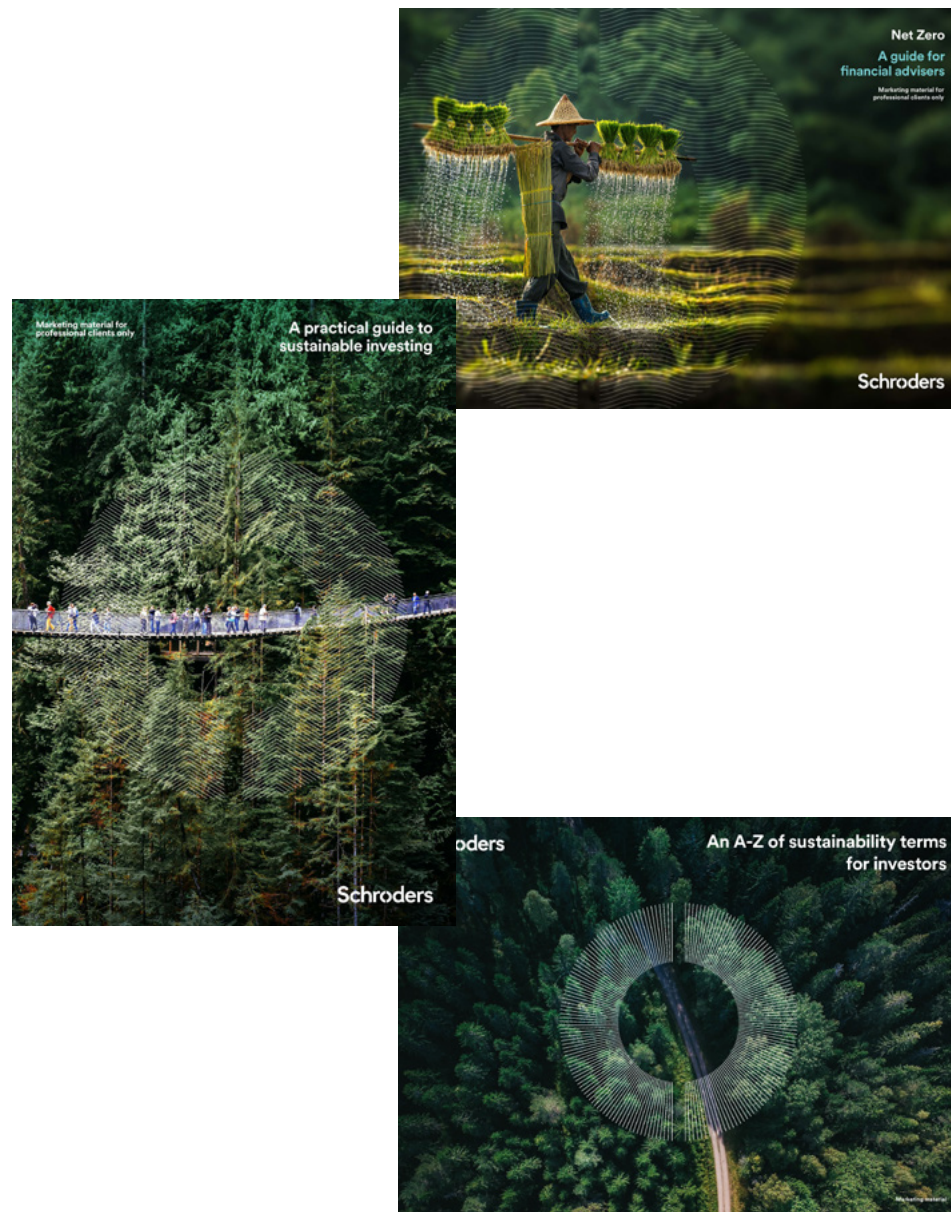 Net Zero
A guide for
financial advisers
Marketing material for
professional clients only
Schroders
Marketing material for
professional clients only
A practical guide to
sustainable investing
Schroders
oders
An A-Z of sustainability terms
for investors
Marketing material